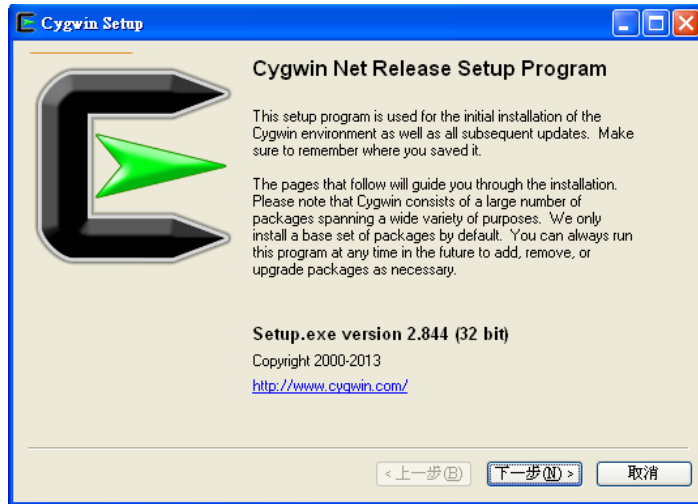 Cygwin Setup
Cygwin Net Release Setup Program
This setup program is used for the initial installation of the
Cygwin environment as well as all subsequent updates.  Make
sure to remember where you saved it.
The pages that follow will guide you through the installation.
Please note that Cygwin consists of a large number of
packages spanning a wide variety of purposes.  We only
install a base set of packages by default.  You can always run
this program at any time in the future to add, remove, or
upgrade packages as necessary.
Setup.exe version 2.844 (32 bit)
Copyright 2000-2013
http://www.cygwin.com/
<上一步(B) 下一步(N)> 取消